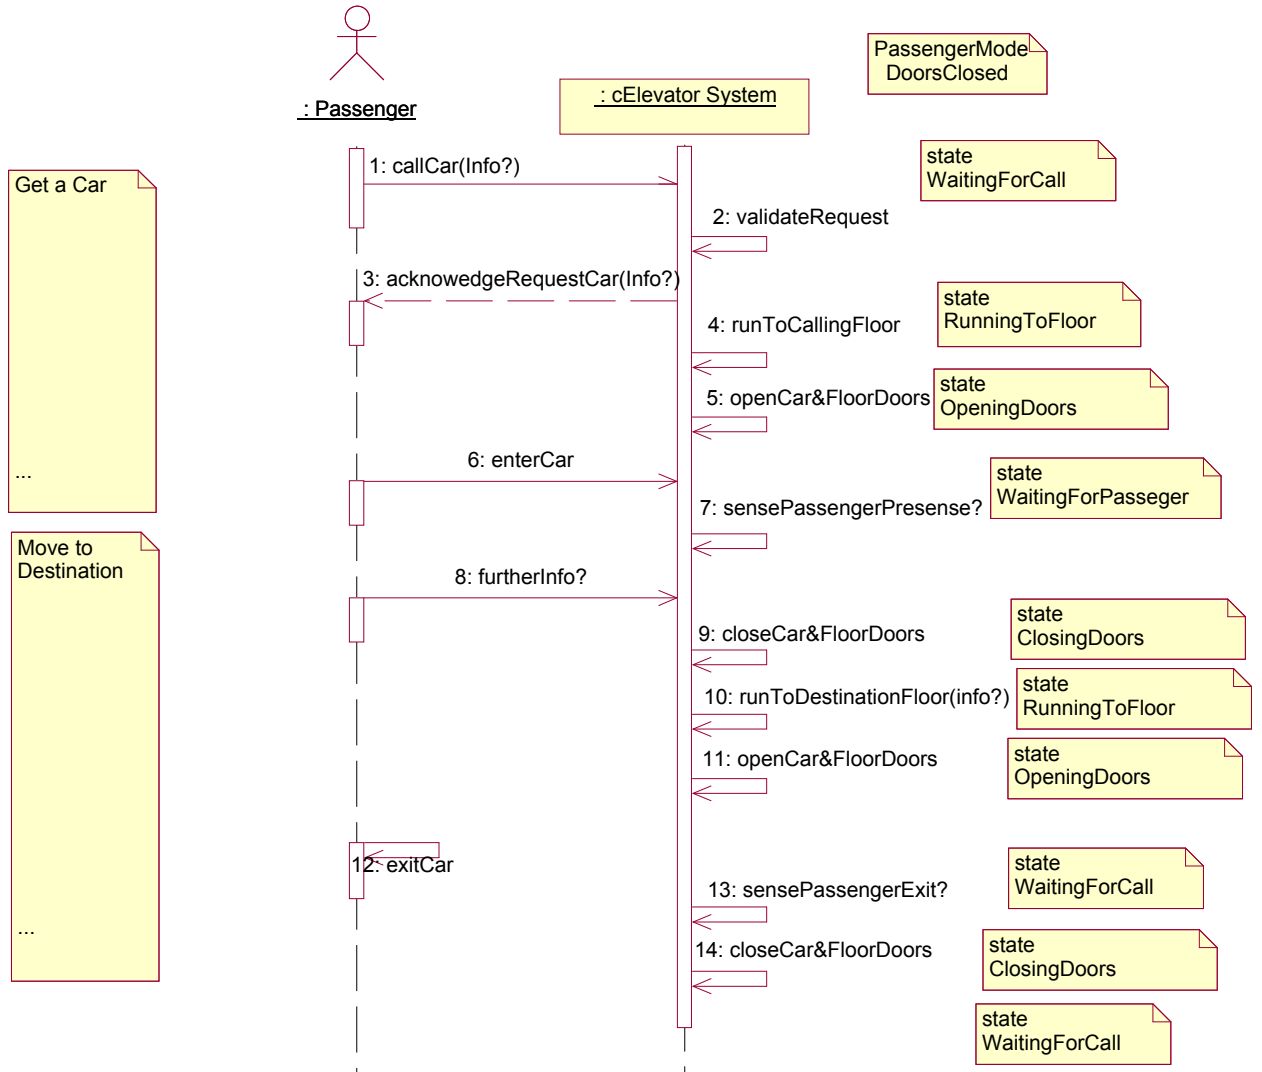 PassengerMode
DoorsClosed
: Passenger
: cElevator System
1: callCar(Info?)
state
WaitingForCall
Get a Car
2: validateRequest
3: acknowedgeRequestCar(Info?)
state
RunningToFloor
4: runToCallingFloor
5: openCar&FloorDoors
state
OpeningDoors
6: enterCar
...
state
WaitingForPasseger
7: sensePassengerPresense?
Move to
Destination
8: furtherInfo?
9: closeCar&FloorDoors
state
ClosingDoors
10: runToDestinationFloor(info?)
state
RunningToFloor
11: openCar&FloorDoors
state
OpeningDoors
12: exitCar
state
WaitingForCall
13: sensePassengerExit?
...
14: closeCar&FloorDoors
state
ClosingDoors
state
WaitingForCall